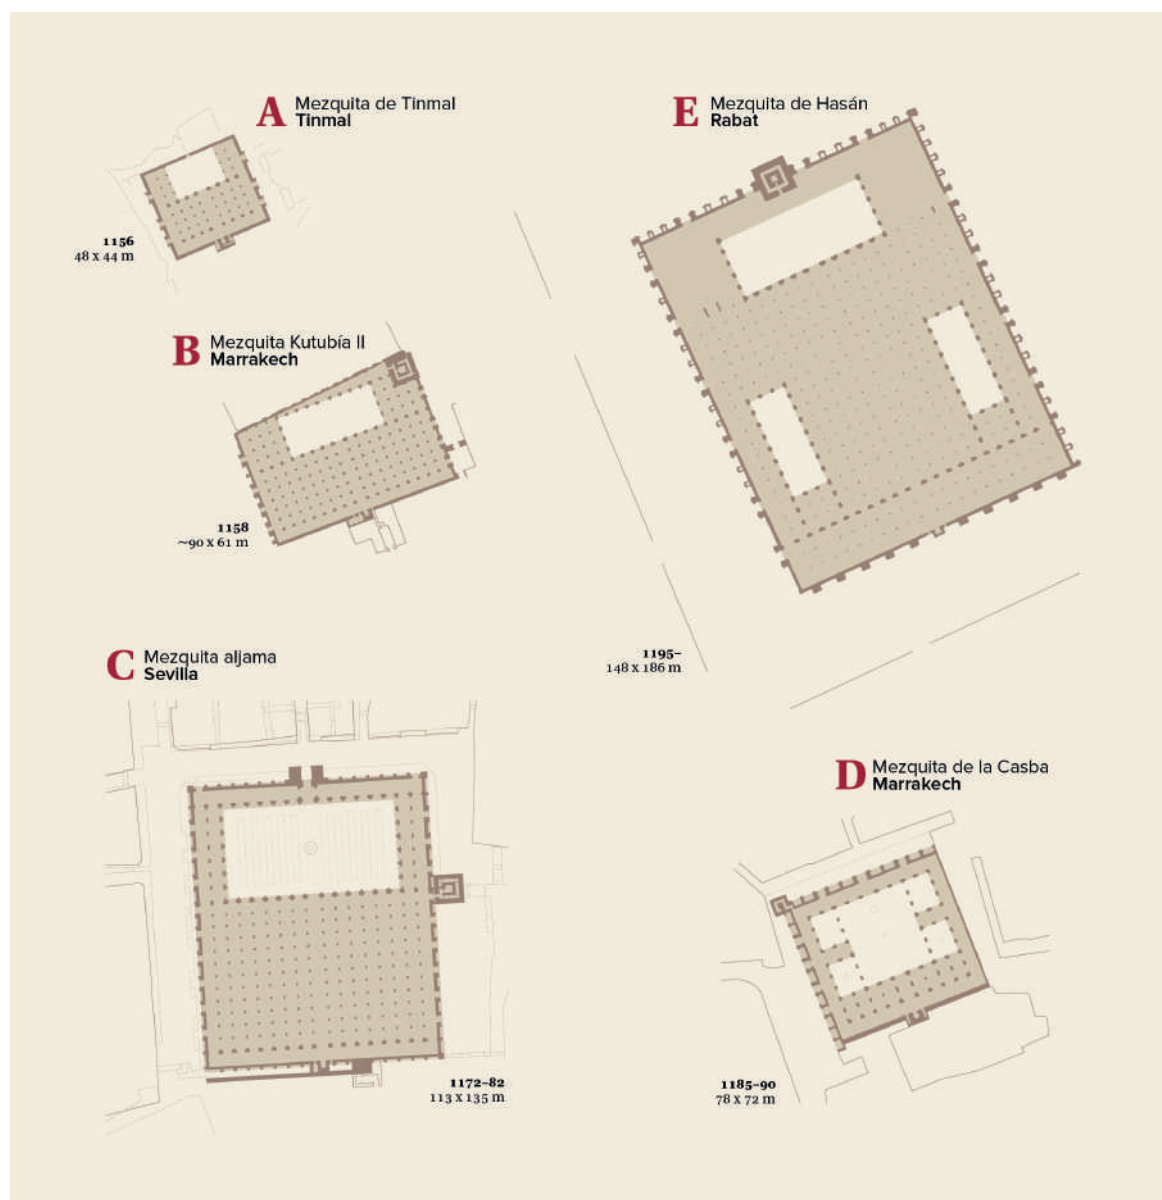 A
Mezquita de Tinmal
Tinmal
1156
48 x 44 m
B
Mezquita Kutubía II
Marrakech
1158
~90 x 61 m
C
Mezquita aljama
Sevilla
1172-82
113 x 135 m
E
Mezquita de Hasán
Rabat
1195-
148 x 186 m
D
Mezquita de la Casba
Marrakech
1185-90
78 x 72 m